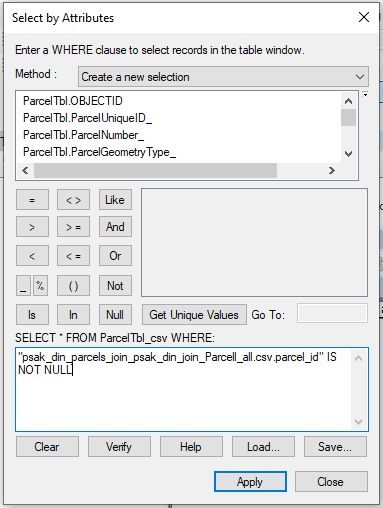 Select by Attributes
Enter a WHERE clause to select records in the table window.
Method : Create a new selection
ParcelTbl.OBJECTID
ParcelTbl.ParcelUniqueID_
ParcelTbl.ParcelNumber_
ParcelTbl.ParcelGeometryType_
= < > Like
> > = And
< < = Or
_ % ( ) Not
Is In Null Get Unique Values Go To:
SELECT * FROM ParcelTbl_csv WHERE:
"psak_din_parcels_join_psak_din_join_Parcell_all.csv.parcel_id" IS
NOT NULL
Clear Verify Help Load... Save...
Apply Close